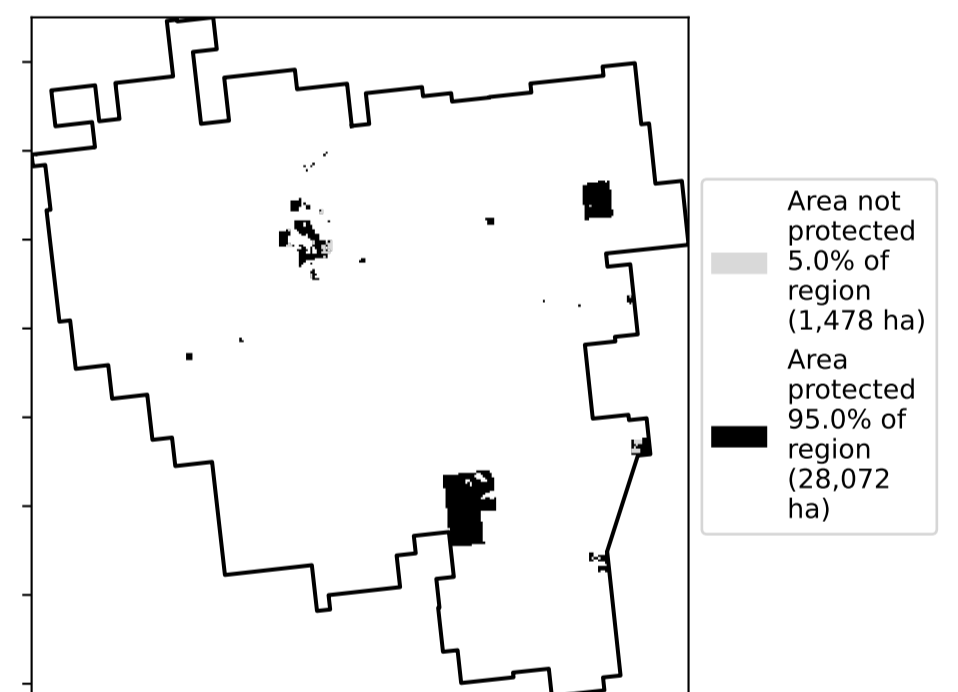 Area not
protected
5.0% of
region
(1,478 ha)
Area
protected
95.0% of
region
(28,072
ha)